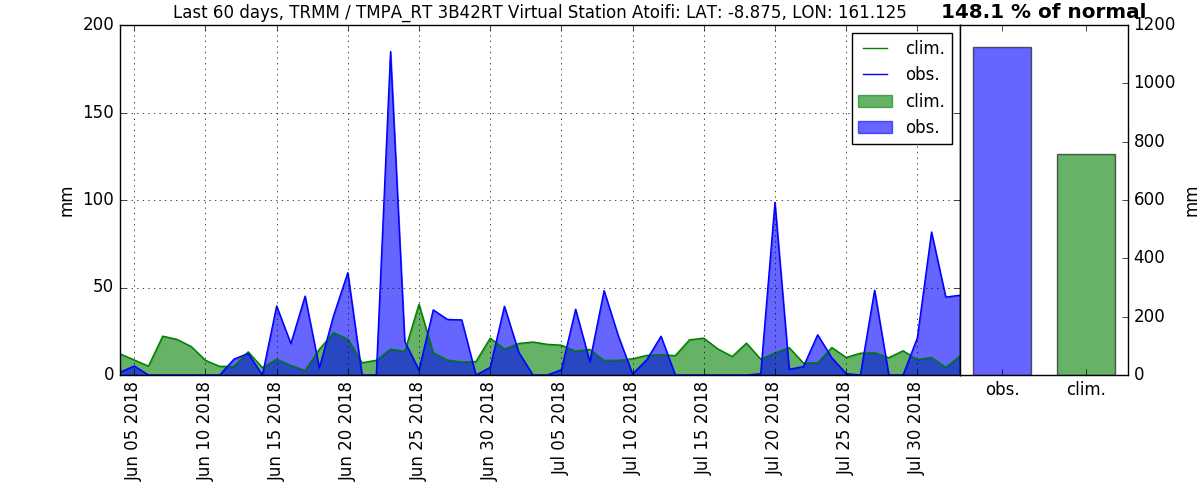 Last 60 days, TRMM / TMPA_RT 3B42RT Virtual Station Atoifi: LAT: -8.875, LON: 161.125
148.1 % of normal
200
150
100
50
0
mm
clim.
obs.
clim.
obs.
1200
1000
800
600
400
200
0
mm
Jun 05 2018
Jun 10 2018
Jun 15 2018
Jun 20 2018
Jun 25 2018
Jun 30 2018
Jul 05 2018
Jul 10 2018
Jul 15 2018
Jul 20 2018
Jul 25 2018
Jul 30 2018
obs.
clim.